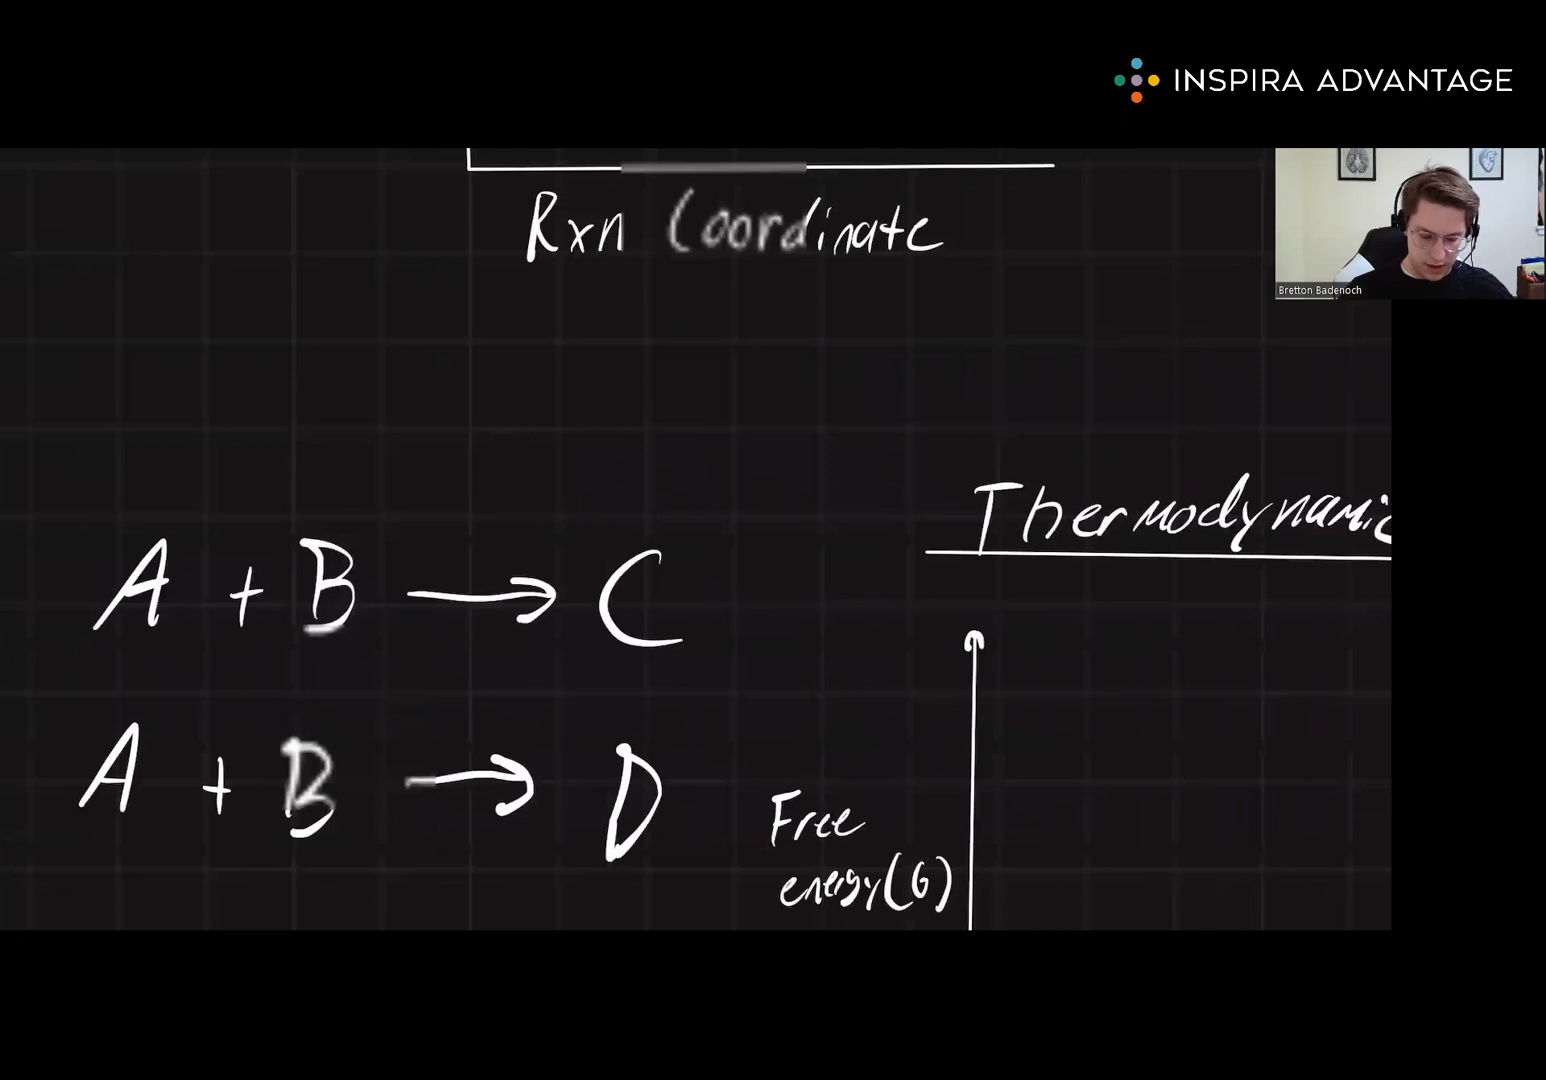 INSPIRA ADVANTAGE
Rxn Coordinate
Bretton Badenoch
Thermodynamic
A + B → C
A + B → D
Free
energy(G)